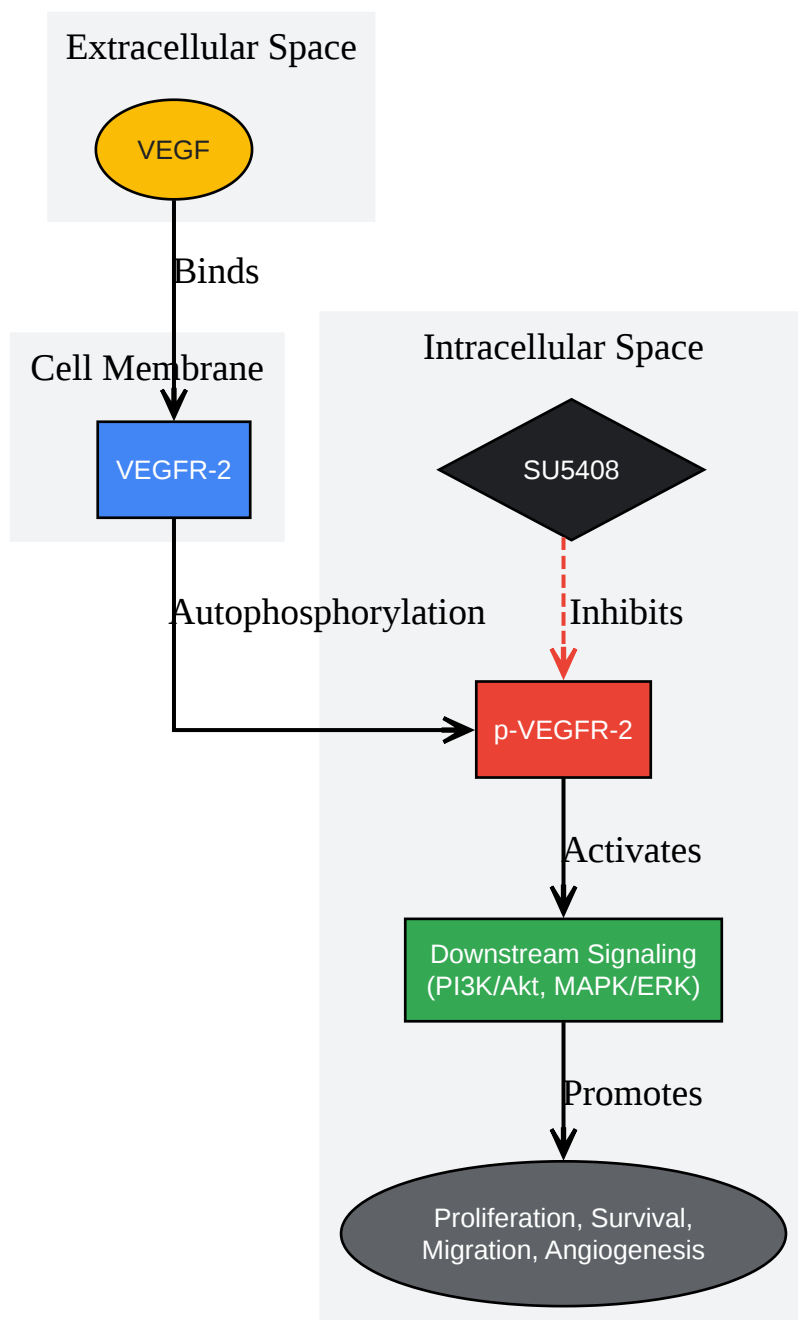 Extracellular Space
VEGF
Binds
Cell Membrane
VEGFR-2
Intracellular Space
SU5408
Autophosphorylation
Inhibits
p-VEGFR-2
Activates
Downstream Signaling
(PI3K/Akt, MAPK/ERK)
Promotes
Proliferation, Survival,
Migration, Angiogenesis